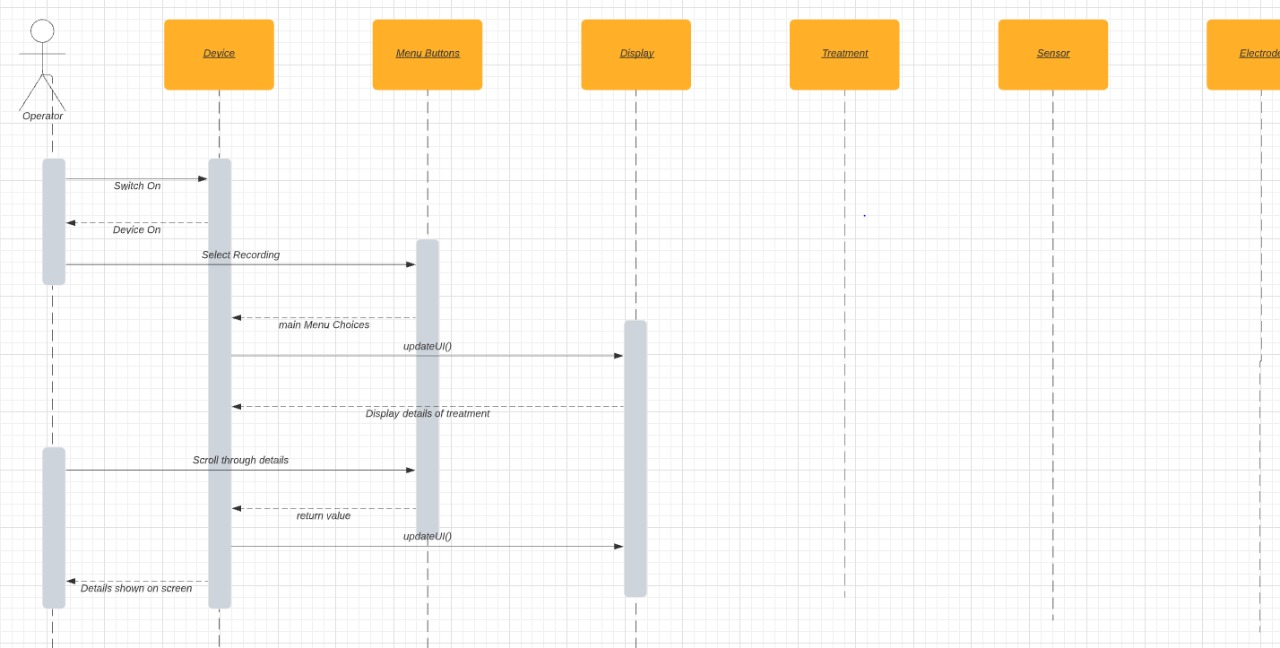 Device
Menu Buttons
Display
Treatment
Sensor
Electrode
Operator
Switch On
Device On
Select Recording
main Menu Choices
updateUI()
Display details of treatment
Scroll through details
return value
updateUI()
Details shown on screen